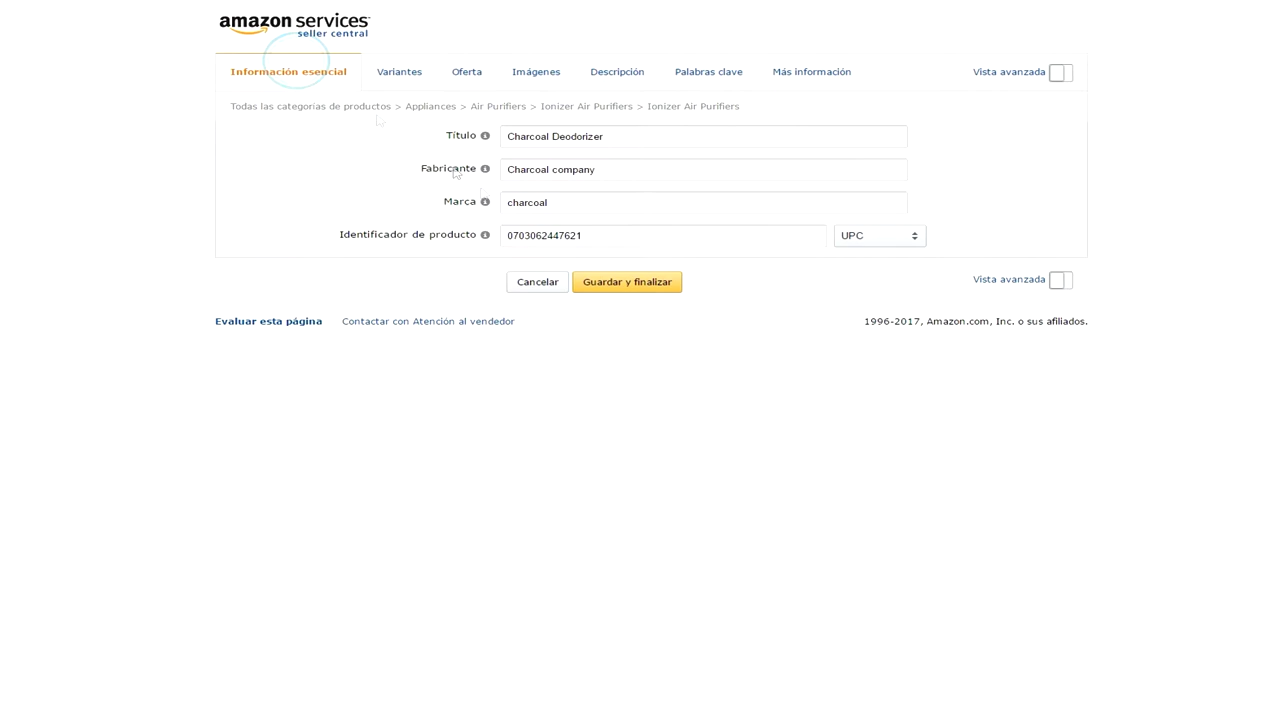 amazon services
seller central
Información esencial Variantes Oferta Imágenes Descripción Palabras clave Más información Vista avanzada
Todas las categorías de productos > Appliances > Air Purifiers > Ionizer Air Purifiers > Ionizer Air Purifiers
Título Charcoal Deodorizer
Fabricante Charcoal company
Marca charcoal
Identificador de producto 0703062447621 UPC
Cancelar Guardar y finalizar Vista avanzada
Evaluar esta página Contactar con Atención al vendedor 1996-2017, Amazon.com, Inc. o sus afiliados.